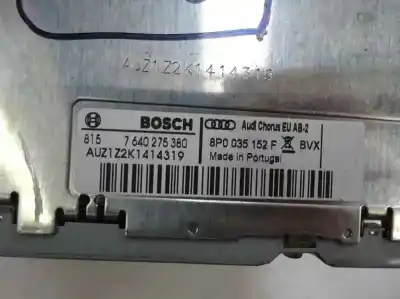 AUZ1Z2K1414319
BOSCH
Audi Chorus EU AB-2
815 7 640 275 380
8P0 035 152 F BVX
AUZ1Z2K1414319
Made in Portugal